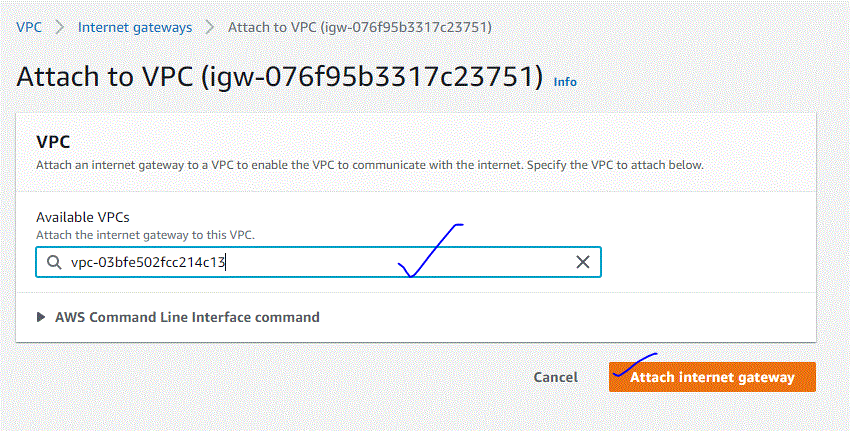 VPC > Internet gateways > Attach to VPC (igw-076f95b3317c23751)
Attach to VPC (igw-076f95b3317c23751) Info
VPC
Attach an internet gateway to a VPC to enable the VPC to communicate with the internet. Specify the VPC to attach below.
Available VPCs
Attach the internet gateway to this VPC.
vpc-03bfe502fcc214c13
AWS Command Line Interface command
Cancel Attach internet gateway